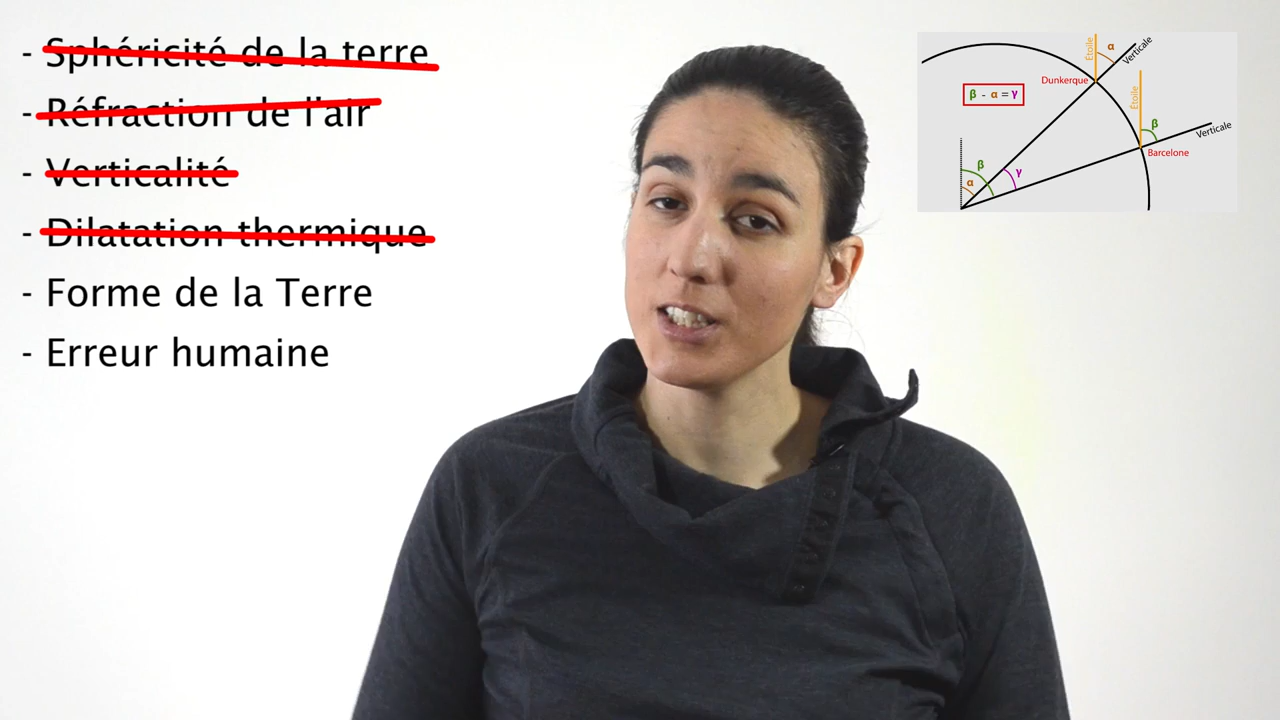 - Sphéricité de la terre
- Réfraction de l'air
- Verticalité
- Dilatation thermique
- Forme de la Terre
- Erreur humaine
Étoile
α
Verticale
Dunkerque
β - α = γ
Étoile
β
Verticale
Barcelone
β
γ
α